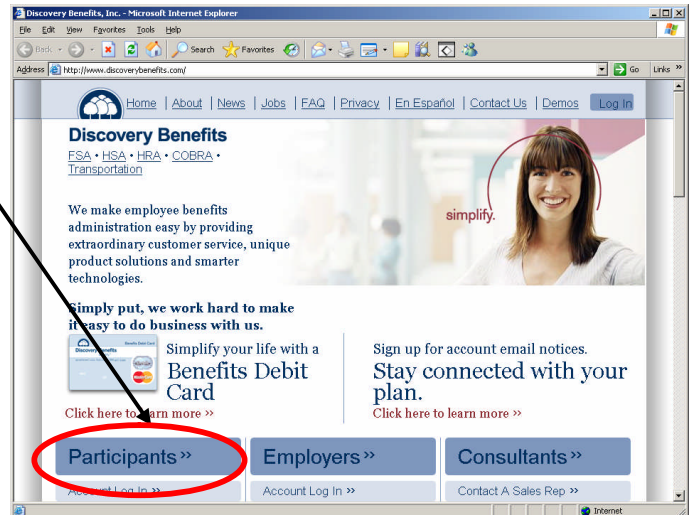 Discovery Benefits, Inc. - Microsoft Internet Explorer
File Edit View Favorites Tools Help
Back Search Favorites
Address http://www.discoverybenefits.com/ Go Links »
Home | About | News | Jobs | FAQ | Privacy | En Español | Contact Us | Demos Log In
Discovery Benefits
FSA • HSA • HRA • COBRA •
Transportation
We make employee benefits
administration easy by providing
extraordinary customer service, unique
product solutions and smarter
technologies.
simplify.
Simply put, we work hard to make
it easy to do business with us.
Simplify your life with a
Benefits Debit
Card
Click here to learn more »
Sign up for account email notices.
Stay connected with your
plan.
Click here to learn more »
Participants »
Employers »
Consultants »
Account Log In »
Account Log In »
Contact A Sales Rep »
Internet